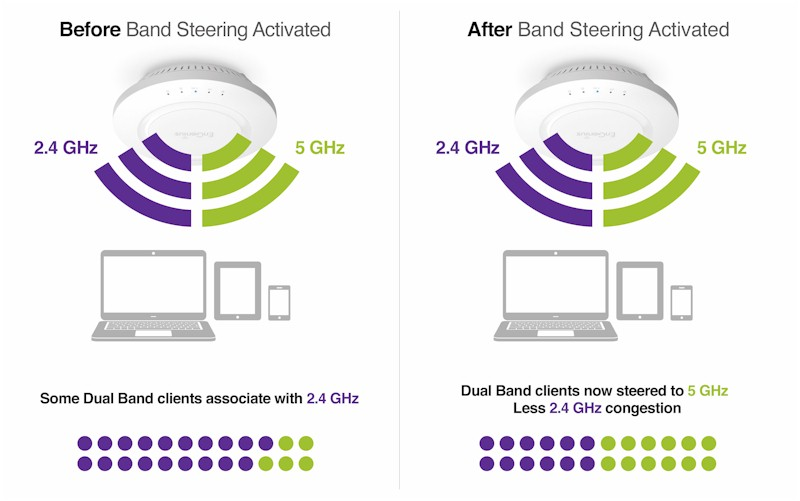 Before Band Steering Activated
2.4 GHz
5 GHz
EnGenius
Some Dual Band clients associate with 2.4 GHz
After Band Steering Activated
2.4 GHz
5 GHz
EnGenius
Dual Band clients now steered to 5 GHz
Less 2.4 GHz congestion